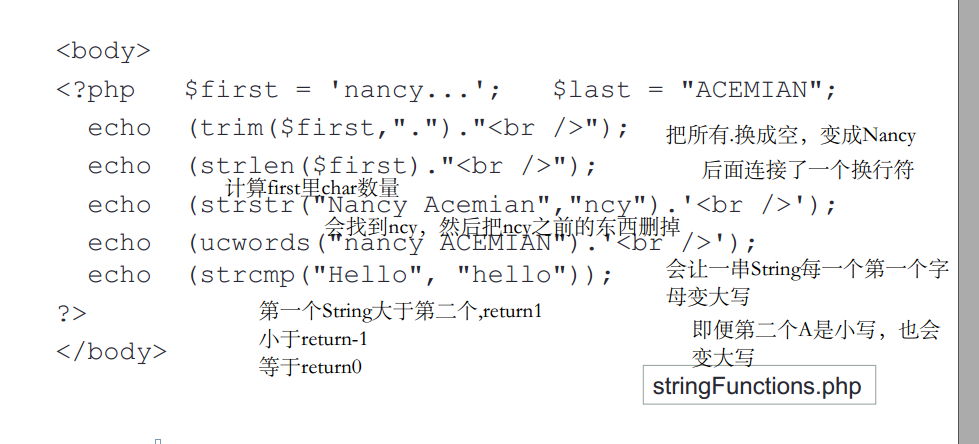 <body>
<?php   $first = 'nancy...';   $last = "ACEMIAN";
echo  (trim($first,".")."<br />");
把所有.换成空，变成Nancy
echo  (strlen($first)."<br />");
后面连接了一个换行符
计算first里char数量
echo  (strstr("Nancy Acemian","ncy").'<br />');
会找到ncy，然后把ncy之前的东西删掉
echo  (ucwords("nancy ACEMIAN").'<br />');
echo  (strcmp("Hello", "hello"));
会让一串String每一个第一个字
母变大写
?>
第一个String大于第二个,return1
小于return-1
等于return0
即便第二个A是小写，也会
变大写
</body>
stringFunctions.php